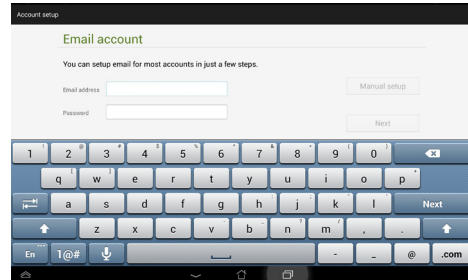 Account setup
Email account
You can setup email for most accounts in just a few steps.
Email address
Manual setup
Password
Next
1 ! 2 @ 3 # 4 $ 5 % 6 ^ 7 & 8 * 9 ( 0 )
q [ w ] e r t y u i o p *
a s d f g h ; j k l Next
z x c v b n m / , .
En 1@# - _ @ .com